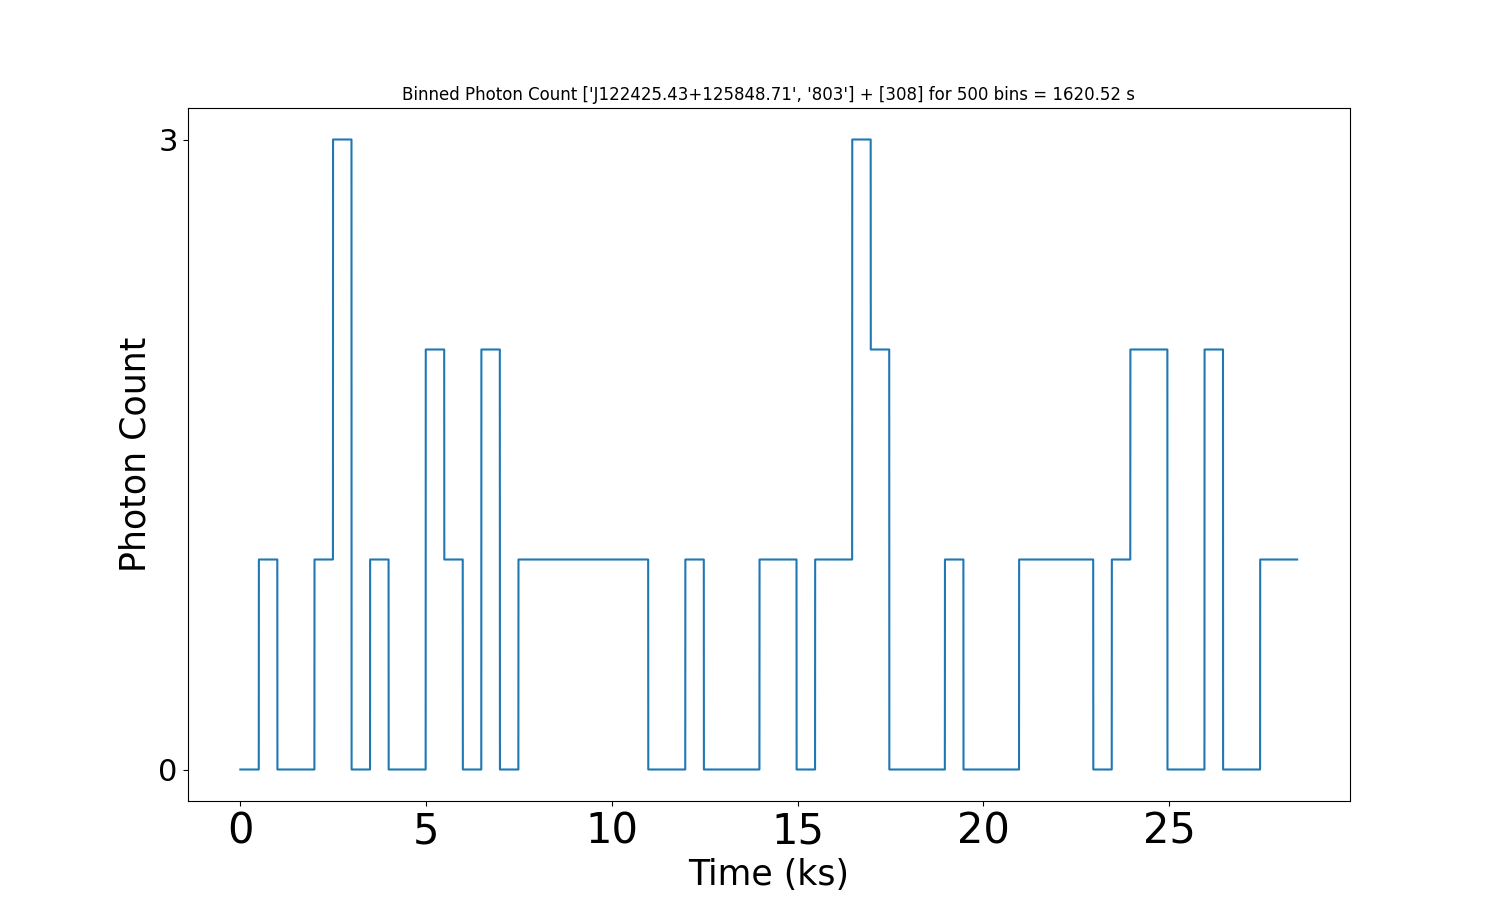 Binned Photon Count ['J122425.43+125848.71', '803'] + [308] for 500 bins = 1620.52 s
3
Photon Count
0
0 5 10 15 20 25
Time (ks)